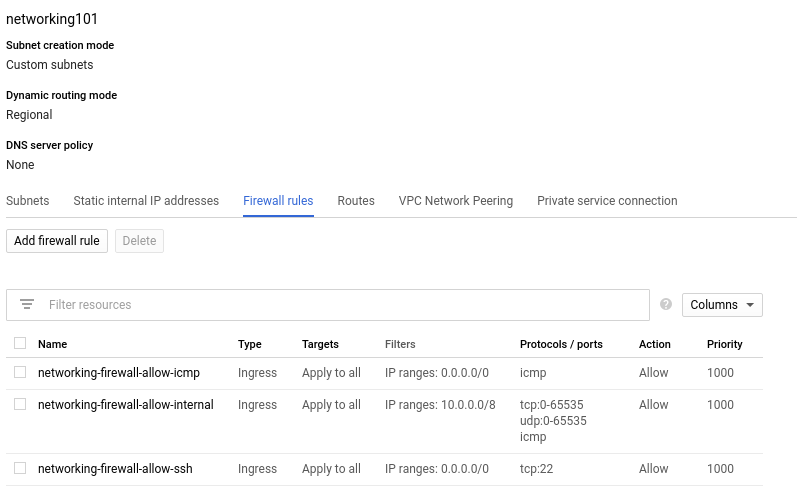 networking101
Subnet creation mode
Custom subnets
Dynamic routing mode
Regional
DNS server policy
None
Subnets Static internal IP addresses Firewall rules Routes VPC Network Peering Private service connection
Add firewall rule Delete
Filter resources ? Columns
Name Type Targets Filters Protocols / ports Action Priority
networking-firewall-allow-icmp Ingress Apply to all IP ranges: 0.0.0.0/0 icmp Allow 1000
networking-firewall-allow-internal Ingress Apply to all IP ranges: 10.0.0.0/8 tcp:0-65535 Allow 1000
udp:0-65535
icmp
networking-firewall-allow-ssh Ingress Apply to all IP ranges: 0.0.0.0/0 tcp:22 Allow 1000